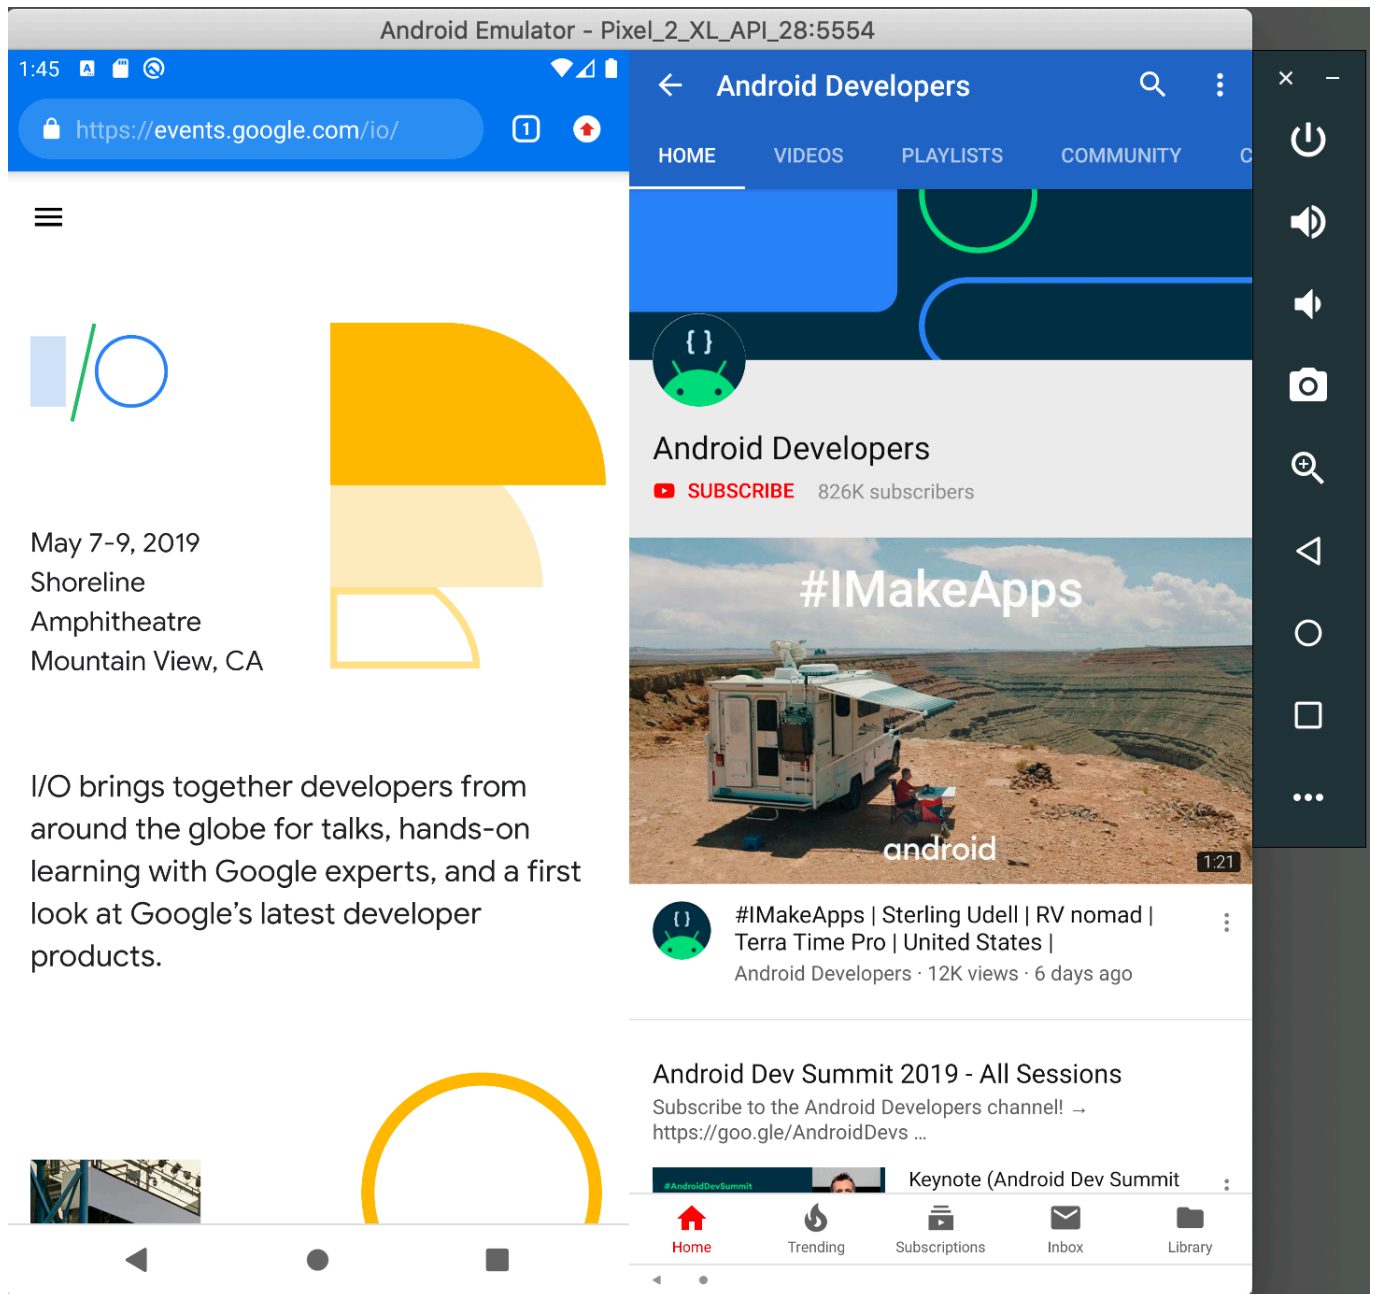 Android Emulator - Pixel_2_XL_API_28:5554
1:45
https://events.google.com/io/
1
I/O
May 7-9, 2019
Shoreline
Amphitheatre
Mountain View, CA
I/O brings together developers from
around the globe for talks, hands-on
learning with Google experts, and a first
look at Google's latest developer
products.
Android Developers
HOME VIDEOS PLAYLISTS COMMUNITY C
{ }
Android Developers
SUBSCRIBE 826K subscribers
#IMakeApps
android
1:21
{ }
#IMakeApps | Sterling Udell | RV nomad |
Terra Time Pro | United States |
Android Developers · 12K views · 6 days ago
Android Dev Summit 2019 - All Sessions
Subscribe to the Android Developers channel! →
https://goo.gle/AndroidDevs ...
#AndroidDevSummit
Keynote (Android Dev Summit
Home Trending Subscriptions Inbox Library